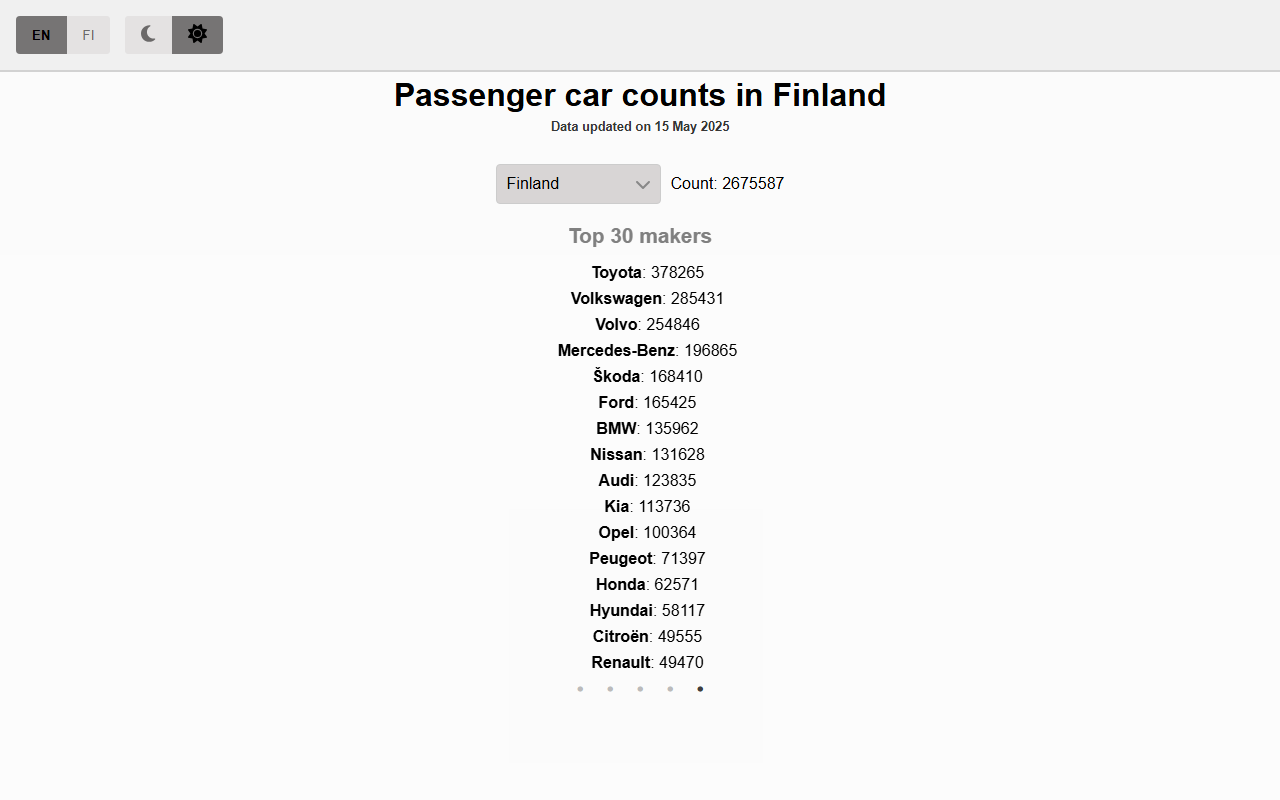 EN FI
Passenger car counts in Finland
Data updated on 15 May 2025
Finland Count: 2675587
Top 30 makers
Toyota: 378265
Volkswagen: 285431
Volvo: 254846
Mercedes-Benz: 196865
Škoda: 168410
Ford: 165425
BMW: 135962
Nissan: 131628
Audi: 123835
Kia: 113736
Opel: 100364
Peugeot: 71397
Honda: 62571
Hyundai: 58117
Citroën: 49555
Renault: 49470